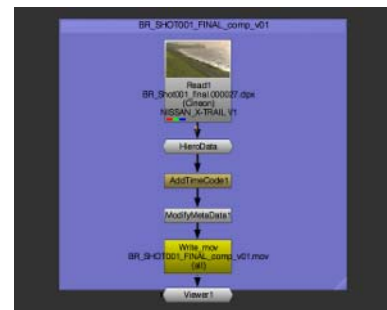 BR_SHOT001_FINAL_comp_v01
Read1
BR_Shot001_final.000027.dpx
(Cineon)
NISSAN_X-TRAIL V1
HieroData
AddTimeCode1
ModifyMetaData1
Write_mov
BR_SHOT001_FINAL_comp_v01.mov
(all)
Viewer1